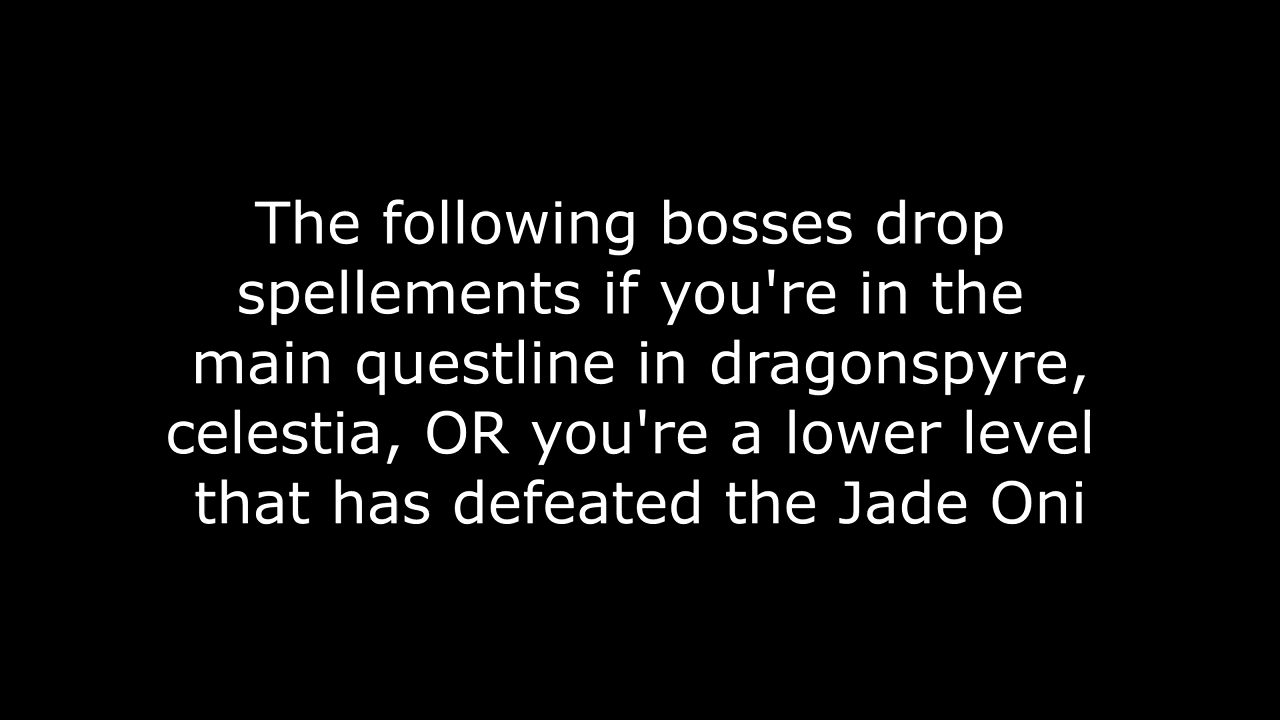 The following bosses drop
spellements if you're in the
main questline in dragonspyre,
celestia, OR you're a lower level
that has defeated the Jade Oni